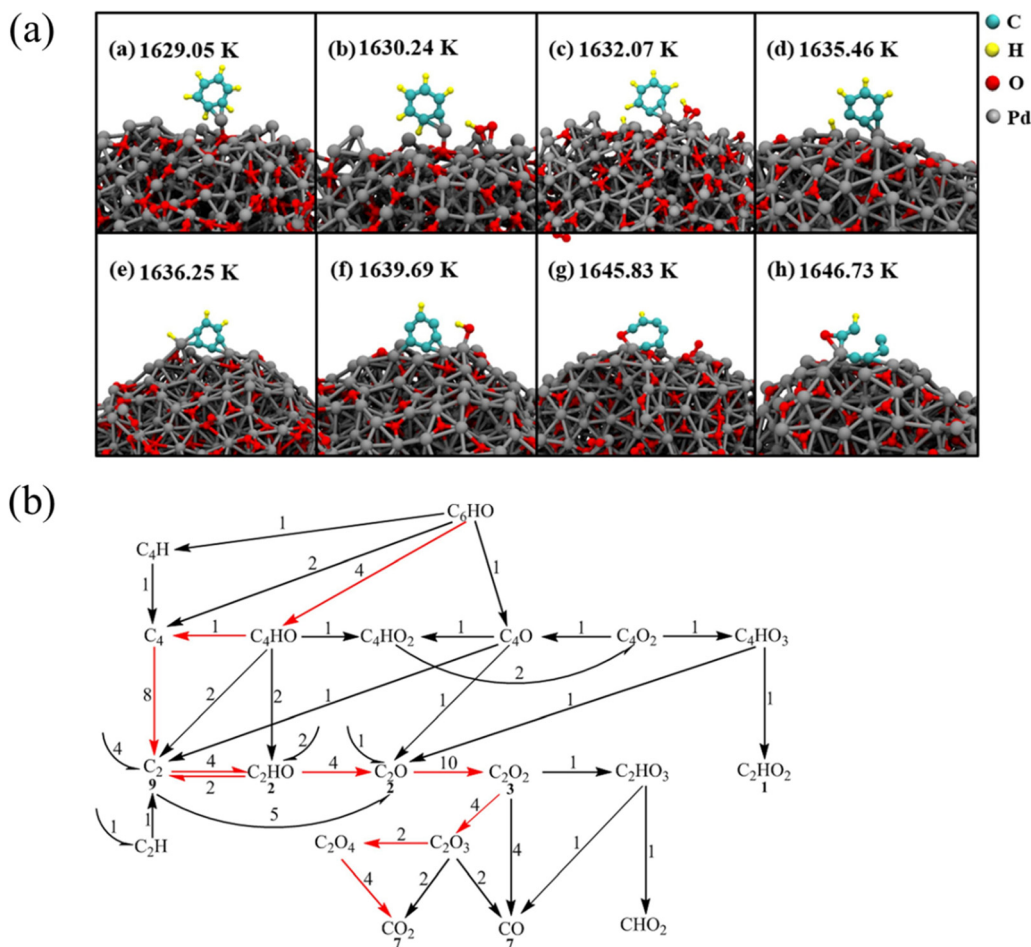 (a)
(a) 1629.05 K
(b) 1630.24 K
(c) 1632.07 K
(d) 1635.46 K
C
H
O
Pd
(e) 1636.25 K
(f) 1639.69 K
(g) 1645.83 K
(h) 1646.73 K
(b)
C₆HO
1
C₄H
2
4
1
1
C₄
1
C₄HO
1
C₄HO₂
1
C₄O
1
C₄O₂
1
C₄HO₃
2
8
2
2
1
1
1
1
4
C₂
9
4
2
C₂HO
2
2
4
1
C₂O
2
10
C₂O₂
3
1
C₂HO₃
C₂HO₂
1
5
1
1
C₂H
4
C₂O₄
2
C₂O₃
4
1
1
4
2
2
CO₂
7
CO
7
CHO₂